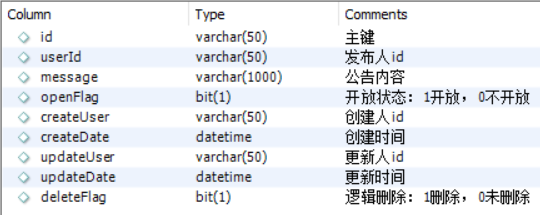 Column Type Comments
id varchar(50) 主键
userId varchar(50) 发布人id
message varchar(1000) 公告内容
openFlag bit(1) 开放状态：1开放，0不开放
createUser varchar(50) 创建人id
createDate datetime 创建时间
updateUser varchar(50) 更新人id
updateDate datetime 更新时间
deleteFlag bit(1) 逻辑删除：1删除，0未删除